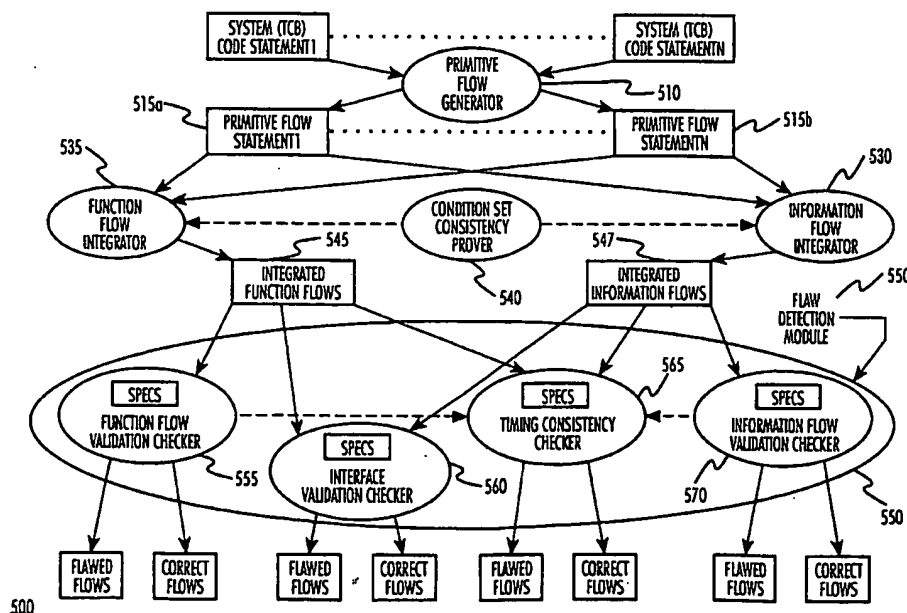 SYSTEM (TCB)
CODE STATEMENT1
SYSTEM (TCB)
CODE STATEMENTN
PRIMITIVE
FLOW
GENERATOR
510
515a
PRIMITIVE FLOW
STATEMENT1
PRIMITIVE FLOW
STATEMENTN
515b
535
FUNCTION
FLOW
INTEGRATOR
CONDITION SET
CONSISTENCY
PROVER
540
530
INFORMATION
FLOW
INTEGRATOR
545
INTEGRATED
FUNCTION FLOWS
547
INTEGRATED
INFORMATION FLOWS
550
FLAW
DETECTION
MODULE
SPECS
FUNCTION FLOW
VALIDATION CHECKER
555
SPECS
INTERFACE
VALIDATION CHECKER
560
SPECS
TIMING CONSISTENCY
CHECKER
565
SPECS
INFORMATION FLOW
VALIDATION CHECKER
570
550
FLAWED
FLOWS
CORRECT
FLOWS
FLAWED
FLOWS
CORRECT
FLOWS
FLAWED
FLOWS
CORRECT
FLOWS
FLAWED
FLOWS
CORRECT
FLOWS
500